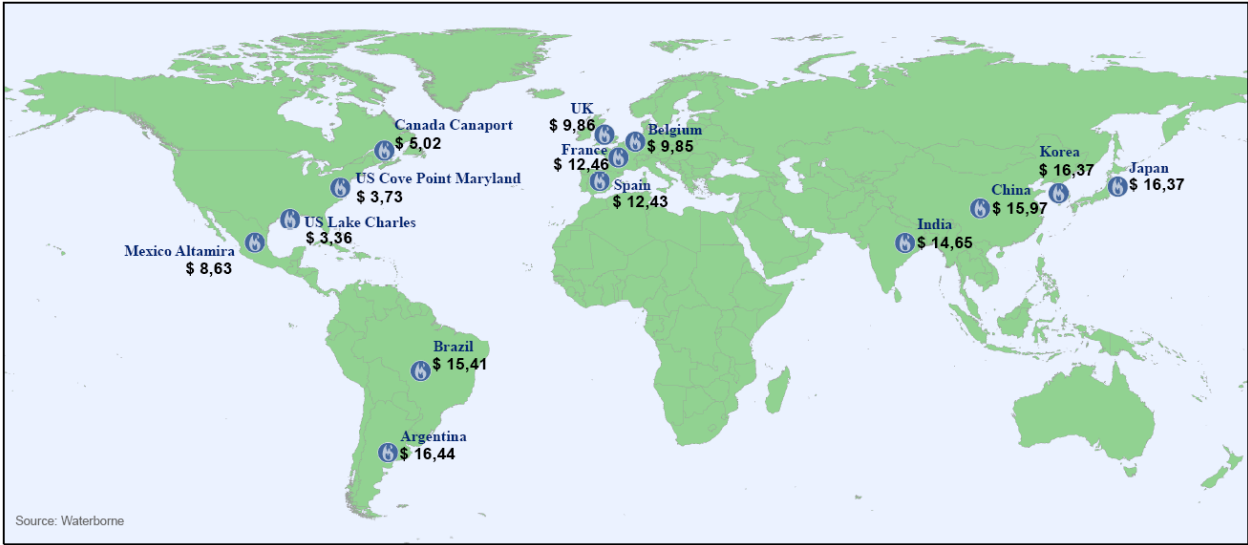 UK
$ 9,86
Canada Canaport
$ 5,02
Belgium
$ 9,85
France
$ 12,46
Korea
$ 16,37
Japan
$ 16,37
US Cove Point Maryland
$ 3,73
Spain
$ 12,43
China
$ 15,97
US Lake Charles
$ 3,36
India
$ 14,65
Mexico Altamira
$ 8,63
Brazil
$ 15,41
Argentina
$ 16,44
Source: Waterborne